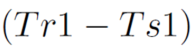 (Tr1 − Ts1)